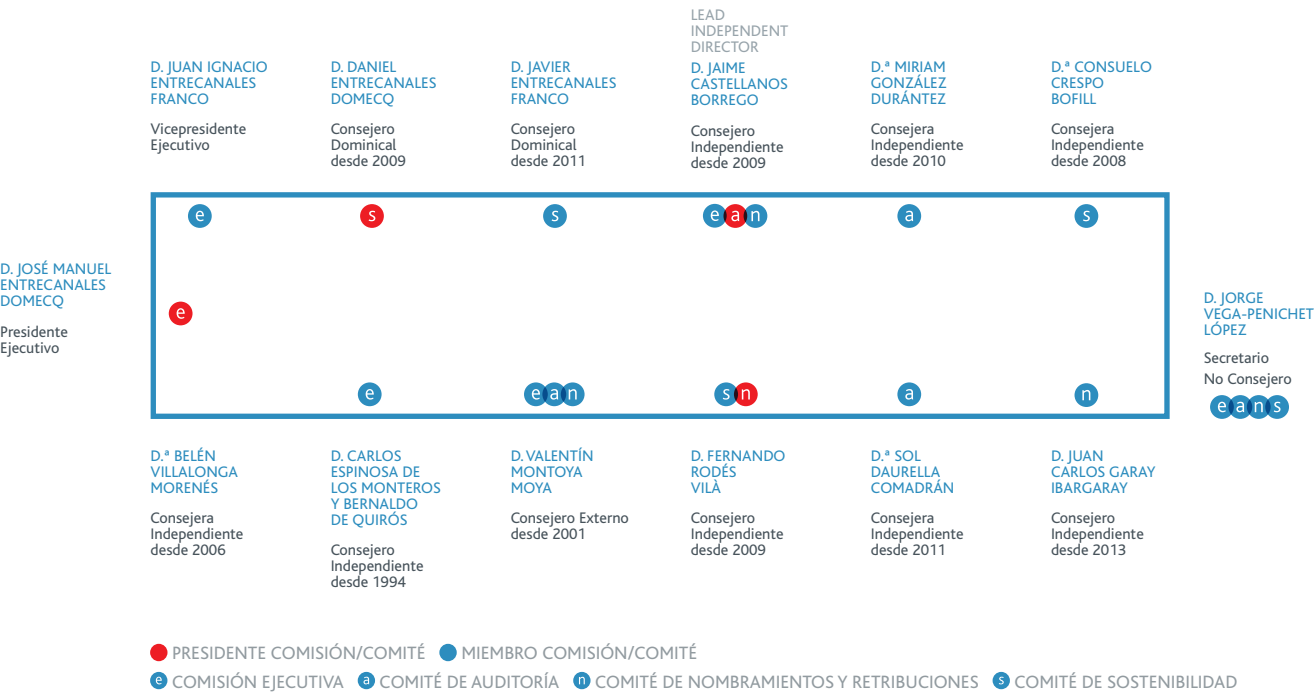 LEAD
INDEPENDENT
DIRECTOR
D. JUAN IGNACIO
ENTRECANALES
FRANCO
Vicepresidente
Ejecutivo
D. DANIEL
ENTRECANALES
DOMECQ
Consejero
Dominical
desde 2009
D. JAVIER
ENTRECANALES
FRANCO
Consejero
Dominical
desde 2011
D. JAIME
CASTELLANOS
BORREGO
Consejero
Independiente
desde 2009
D.ª MIRIAM
GONZÁLEZ
DURÁNTEZ
Consejera
Independiente
desde 2010
D.ª CONSUELO
CRESPO
BOFILL
Consejera
Independiente
desde 2008
e
s
s
e a n
a
s
D. JOSÉ MANUEL
ENTRECANALES
DOMECQ
Presidente
Ejecutivo
e
D. JORGE
VEGA-PENICHET
LÓPEZ
Secretario
No Consejero
e a n s
e
e a n
s n
a
n
D.ª BELÉN
VILLALONGA
MORENÉS
Consejera
Independiente
desde 2006
D. CARLOS
ESPINOSA DE
LOS MONTEROS
Y BERNALDO
DE QUIRÓS
Consejero
Independiente
desde 1994
D. VALENTÍN
MONTOYA
MOYA
Consejero Externo
desde 2001
D. FERNANDO
RODÉS
VILÀ
Consejero
Independiente
desde 2009
D.ª SOL
DAURELLA
COMADRÁN
Consejera
Independiente
desde 2011
D. JUAN
CARLOS GARAY
IBARGARAY
Consejero
Independiente
desde 2013
PRESIDENTE COMISIÓN/COMITÉ MIEMBRO COMISIÓN/COMITÉ
e COMISIÓN EJECUTIVA a COMITÉ DE AUDITORÍA n COMITÉ DE NOMBRAMIENTOS Y RETRIBUCIONES s COMITÉ DE SOSTENIBILIDAD